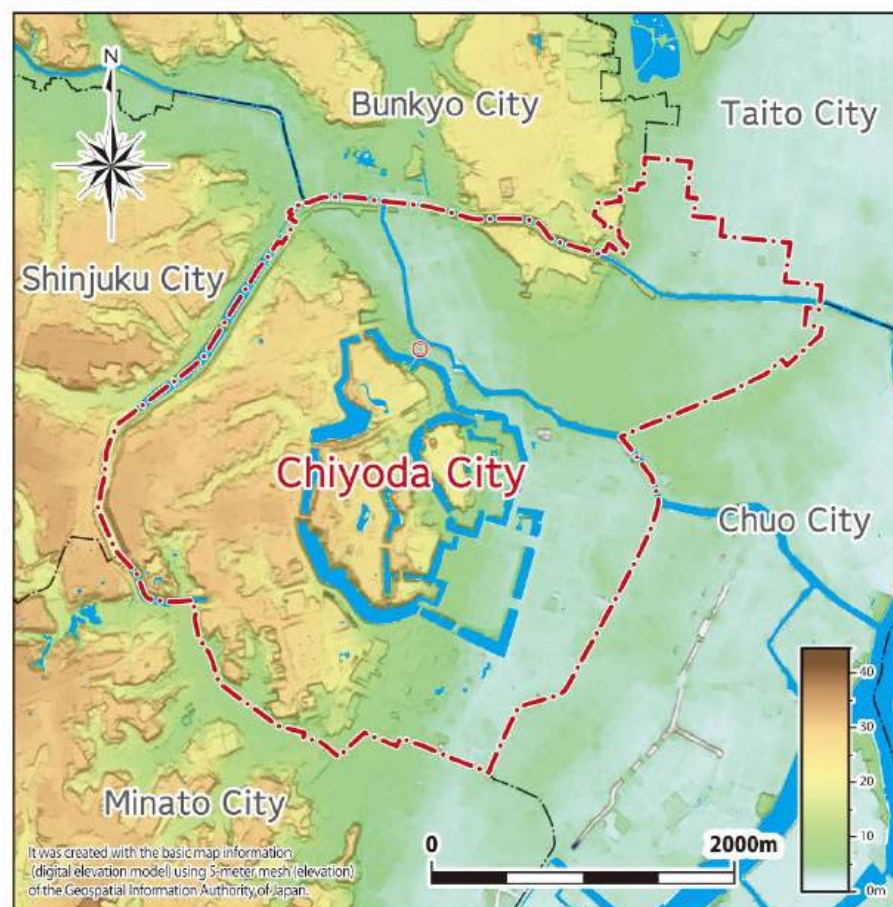 N
Bunkyo City
Taito City
Shinjuku City
Chiyoda City
Chuo City
Minato City
40
30
20
10
0m
0
2000m
It was created with the basic map information
(digital elevation model) using 5-meter mesh (elevation)
of the Geospatial Information Authority of Japan.